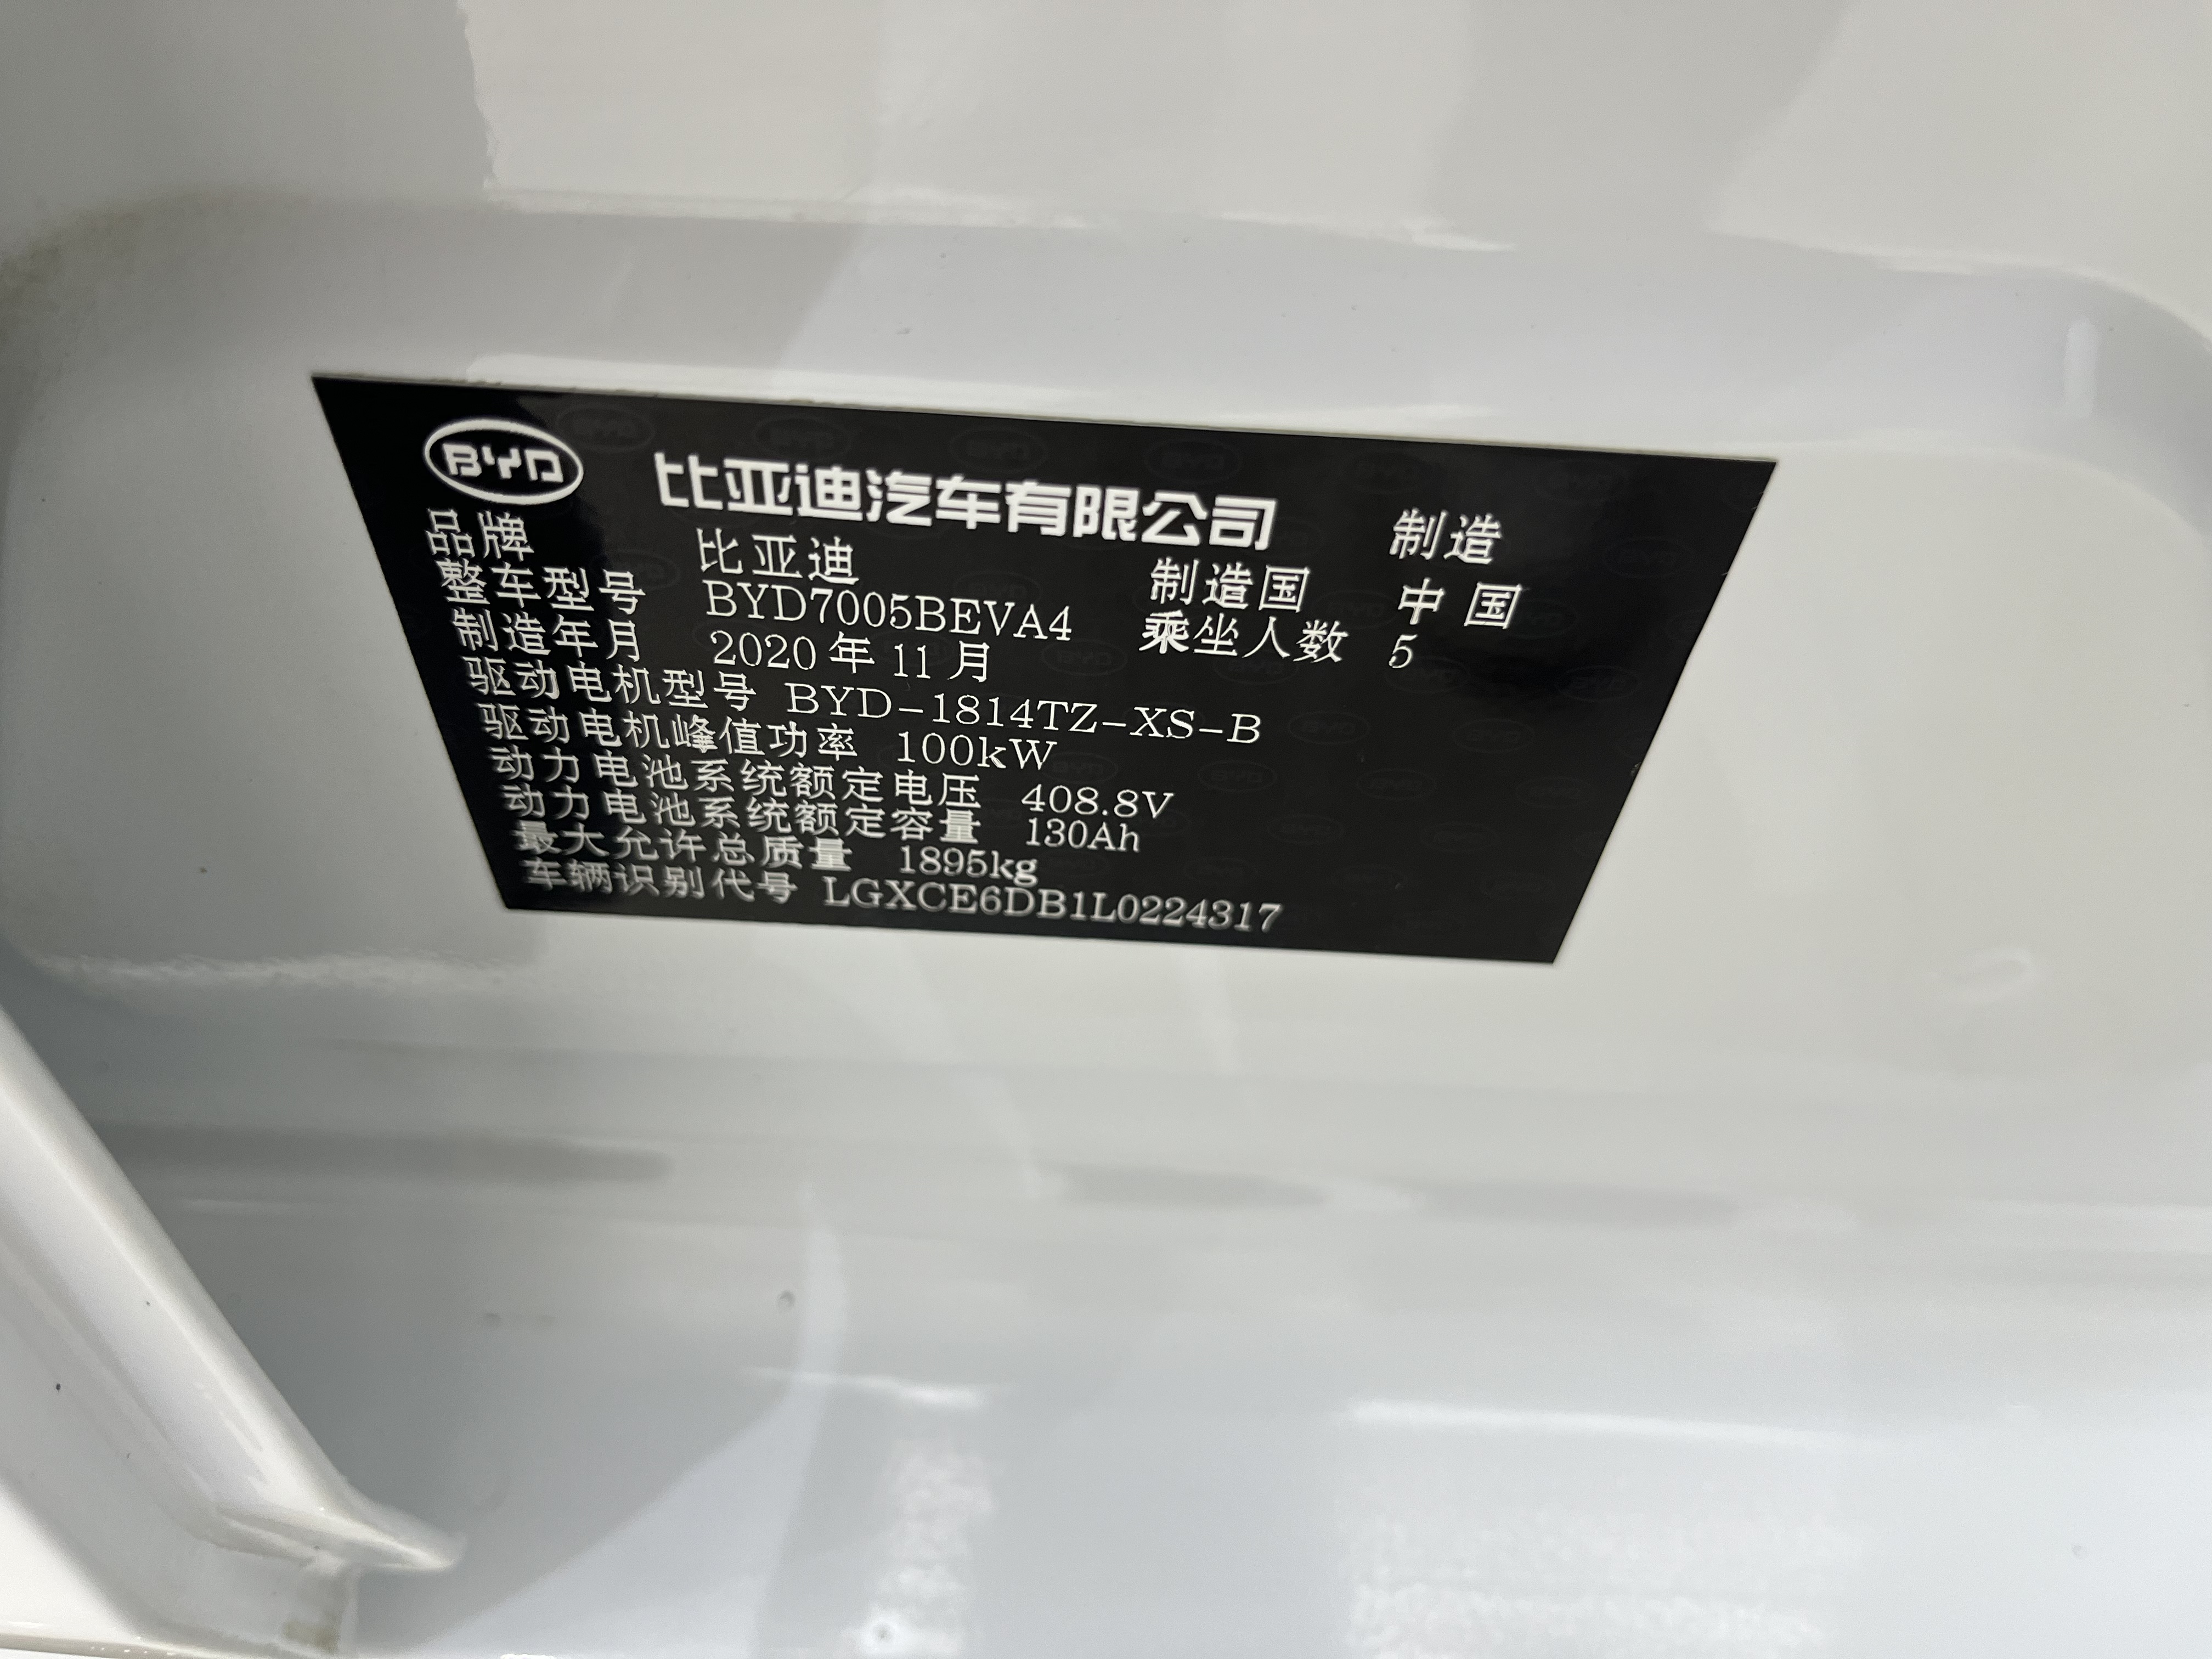 BYD 比亚迪汽车有限公司 制造
品牌 比亚迪 制造国 中国
整车型号 BYD7005BEVA4 乘坐人数 5
制造年月 2020年11月
驱动电机型号 BYD-1814TZ-XS-B
驱动电机峰值功率 100kW
动力电池系统额定电压 408.8V
动力电池系统额定容量 130Ah
最大允许总质量 1895kg
车辆识别代号 LGXCE6DB1L0224317